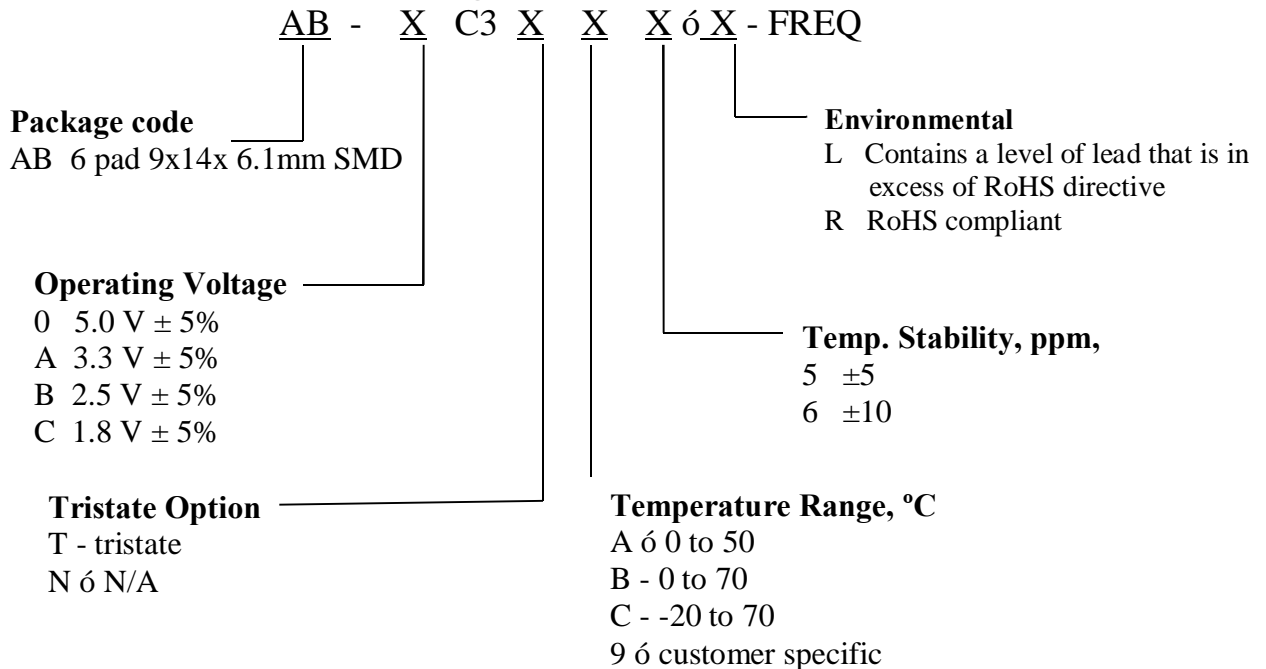 AB - X C3 X X X ó X - FREQ
Package code
AB 6 pad 9x14x 6.1mm SMD
Environmental
L Contains a level of lead that is in
excess of RoHS directive
R RoHS compliant
Operating Voltage
0 5.0 V ± 5%
A 3.3 V ± 5%
B 2.5 V ± 5%
C 1.8 V ± 5%
Temp. Stability, ppm,
5 ±5
6 ±10
Tristate Option
T - tristate
N ó N/A
Temperature Range, ºC
A ó 0 to 50
B - 0 to 70
C - -20 to 70
9 ó customer specific